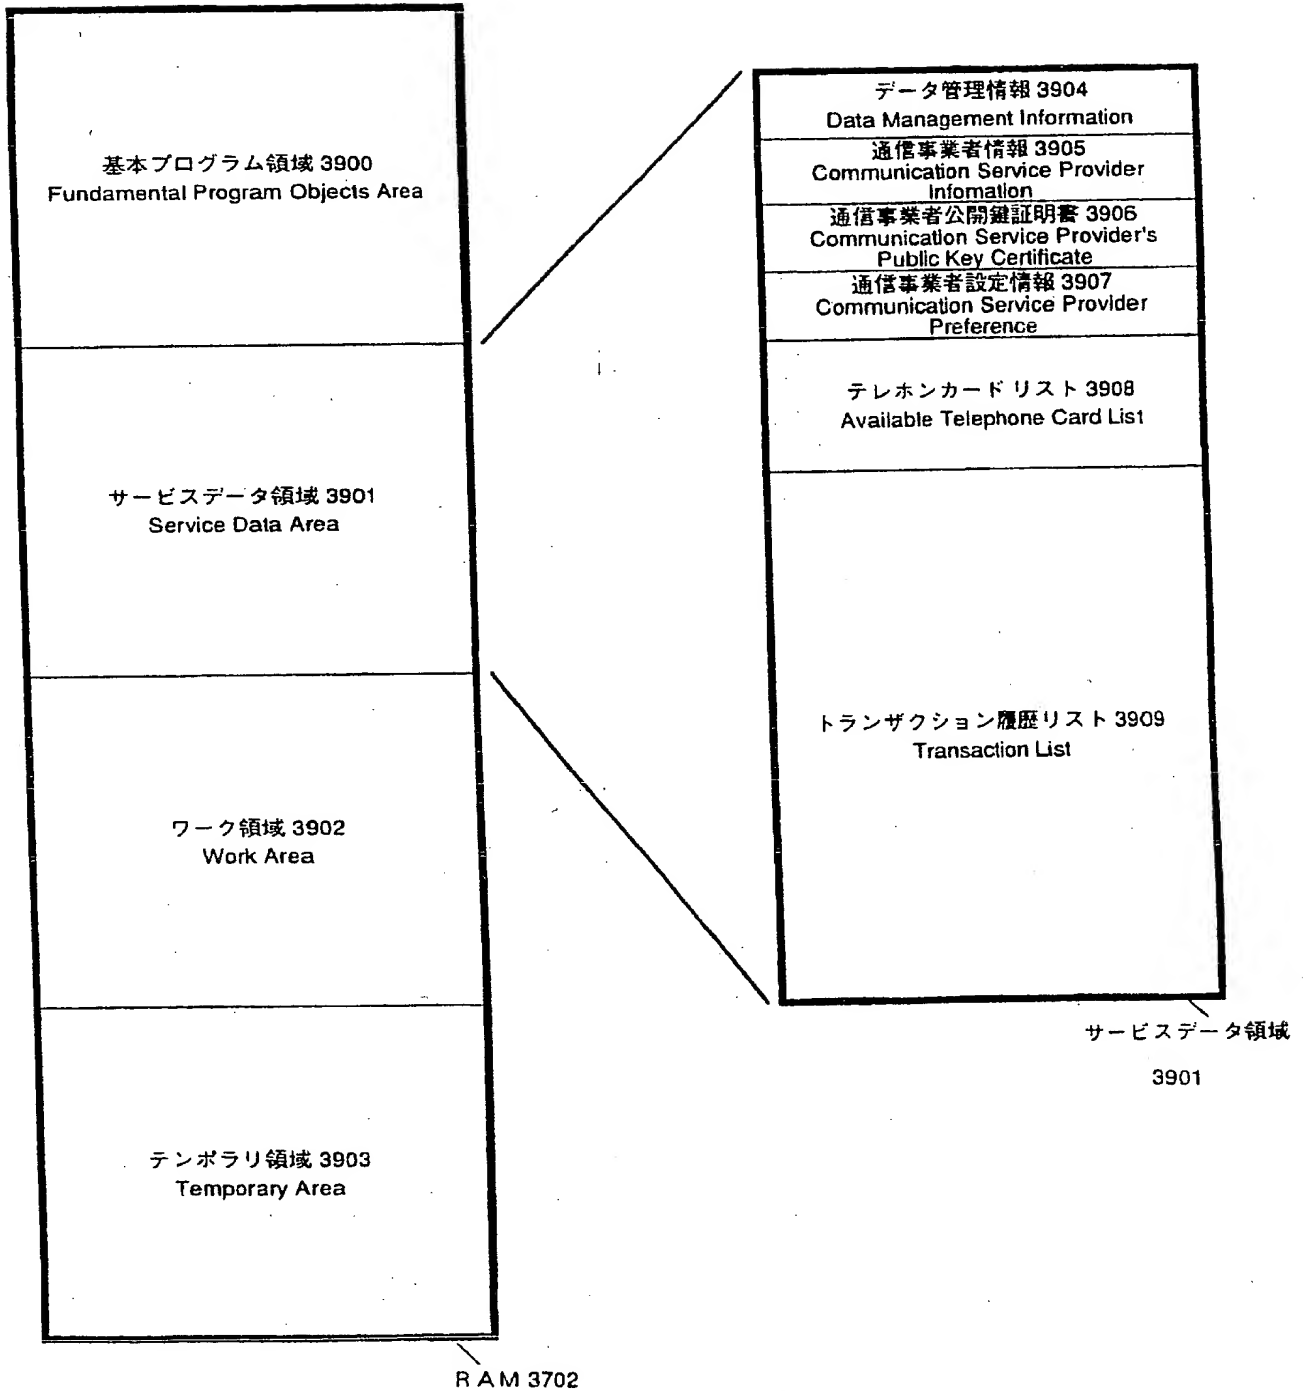 基本プログラム領域 3900
Fundamental Program Objects Area
サービスデータ領域 3901
Service Data Area
ワーク領域 3902
Work Area
テンポラリ領域 3903
Temporary Area
RAM 3702
データ管理情報 3904
Data Management Information
通信事業者情報 3905
Communication Service Provider
Infomation
通信事業者公開鍵証明書 3906
Communication Service Provider's
Public Key Certificate
通信事業者設定情報 3907
Communication Service Provider
Preference
テレホンカード リスト 3908
Available Telephone Card List
トランザクション履歴リスト 3909
Transaction List
サービスデータ領域
3901